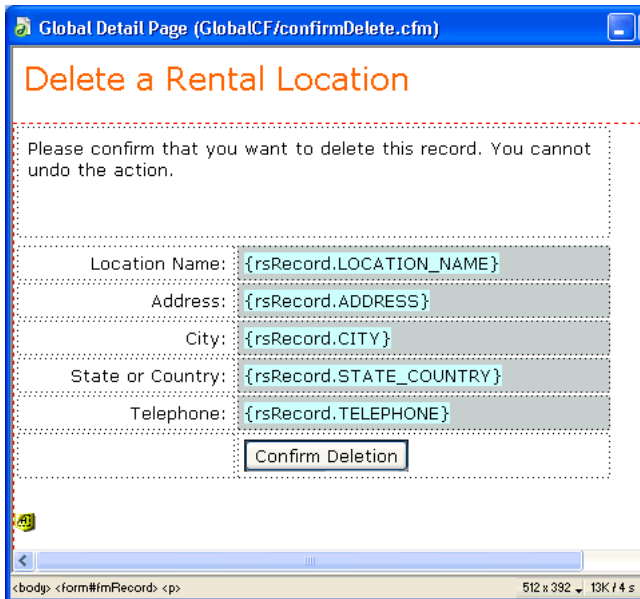 Global Detail Page (GlobalCF/confirmDelete.cfm)
Delete a Rental Location
Please confirm that you want to delete this record. You cannot
undo the action.
Location Name: {rsRecord.LOCATION_NAME}
Address: {rsRecord.ADDRESS}
City: {rsRecord.CITY}
State or Country: {rsRecord.STATE_COUNTRY}
Telephone: {rsRecord.TELEPHONE}
Confirm Deletion
<body> <form#fmRecord> <p> 512 x 392 13K / 4 s